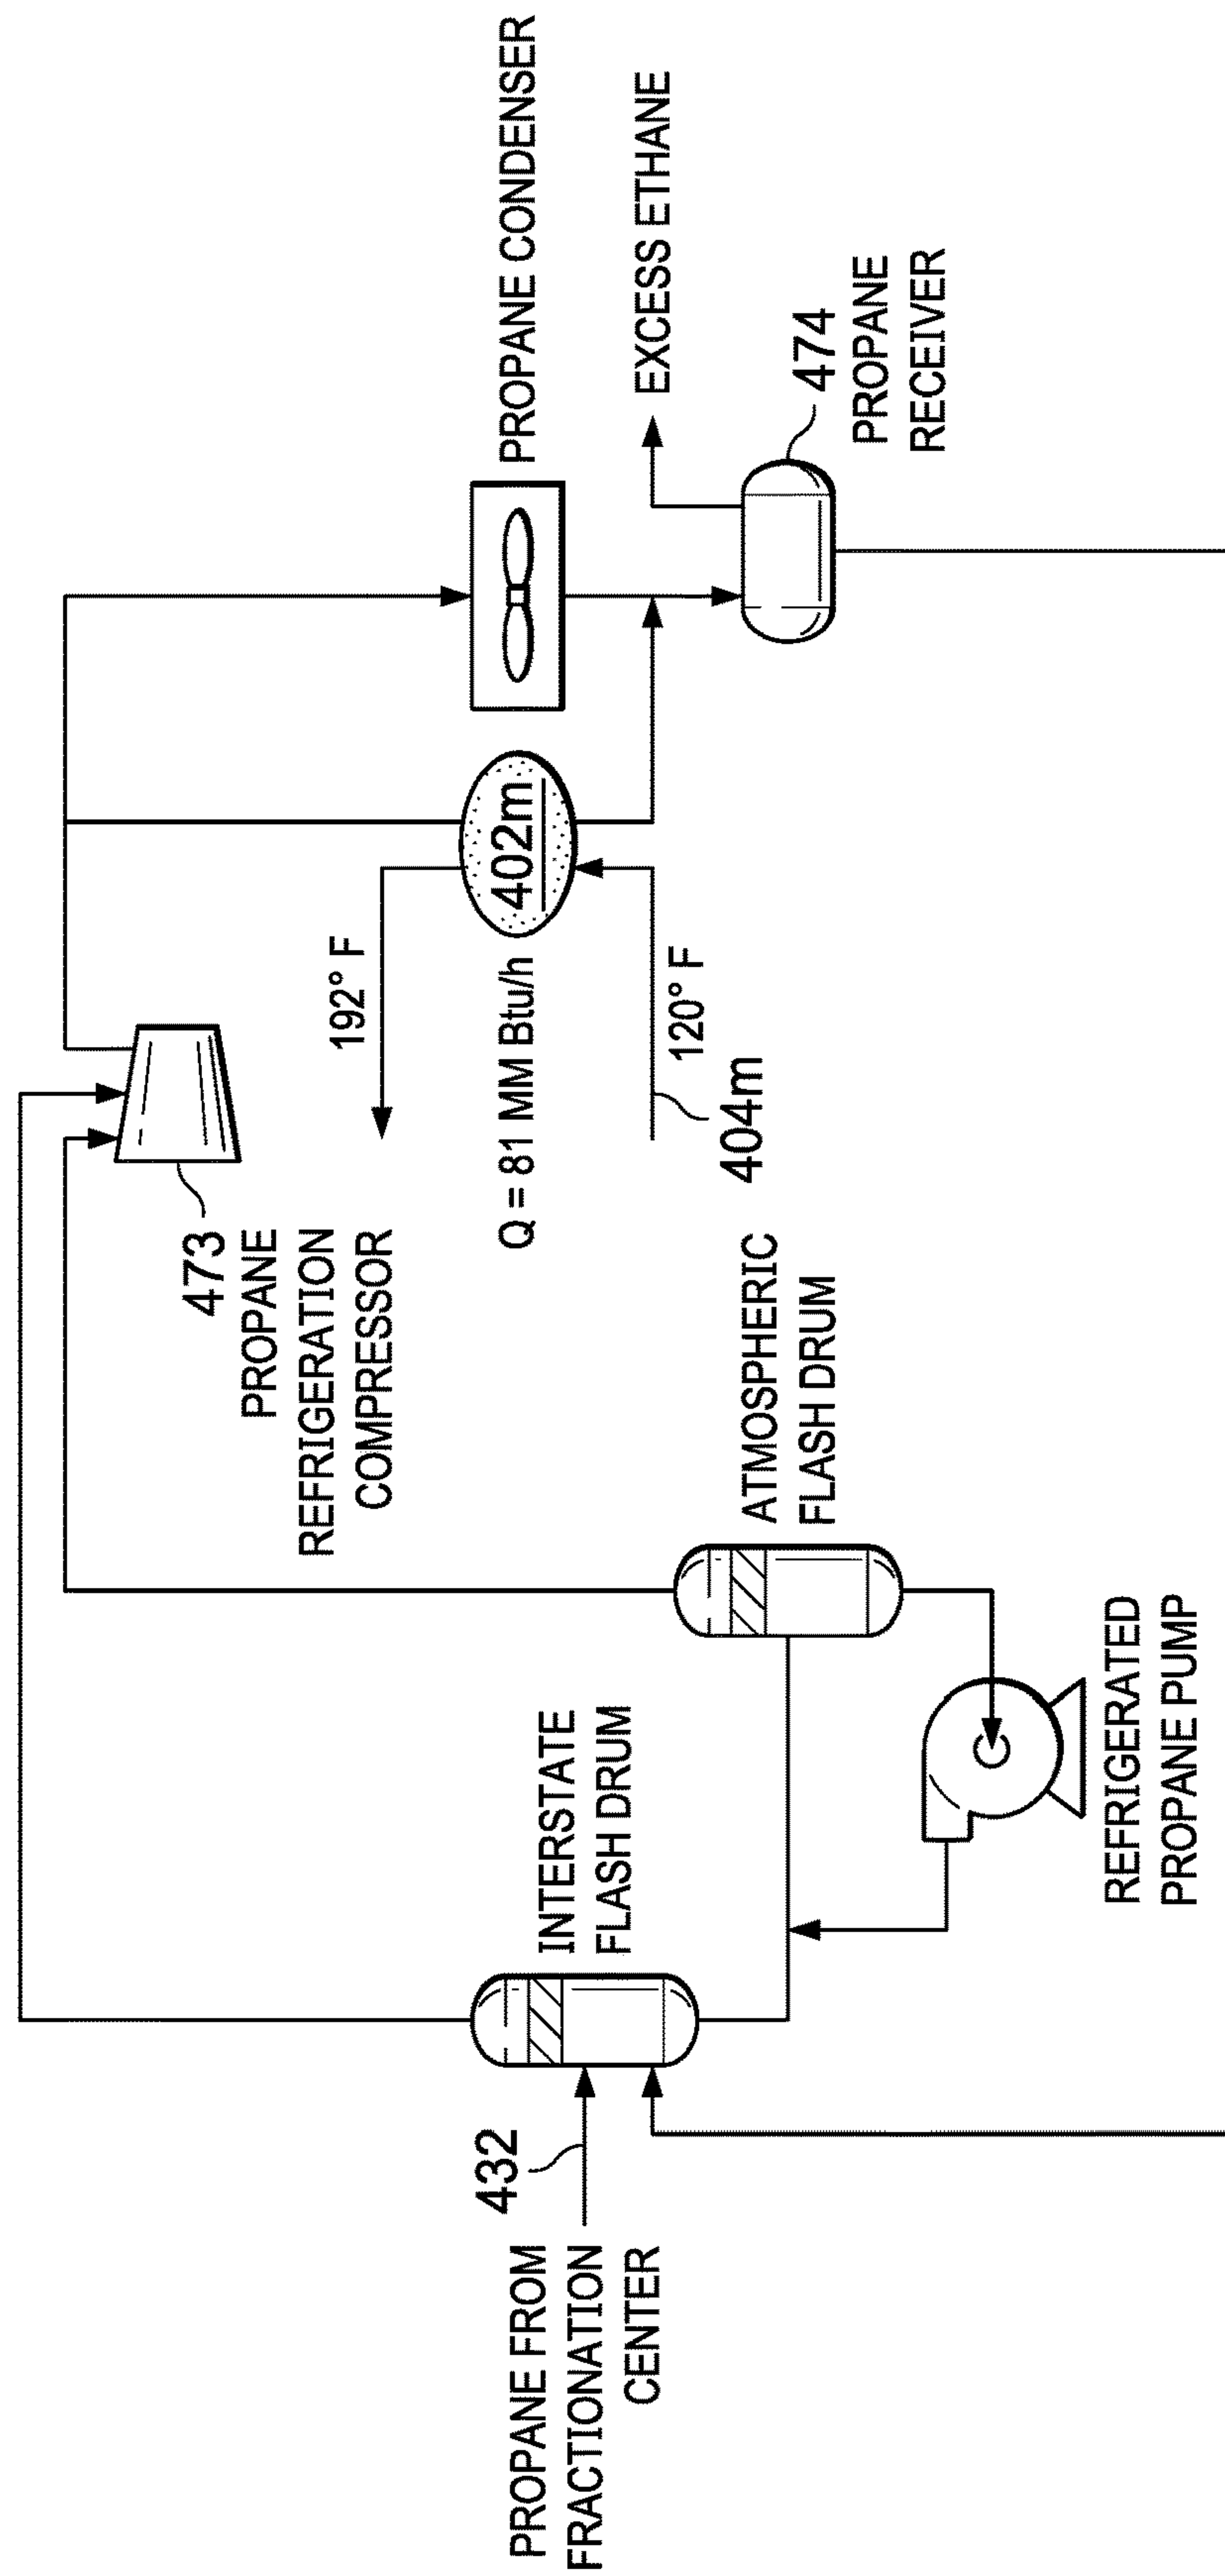 PROPANE FROM
FRACTIONATION
CENTER
432
INTERSTATE
FLASH DRUM
REFRIGERATED
PROPANE PUMP
ATMOSPHERIC
FLASH DRUM
473
PROPANE
REFRIGERATION
COMPRESSOR
192° F
Q = 81 MM Btu/h
402m
120° F
404m
PROPANE CONDENSER
EXCESS ETHANE
474
PROPANE
RECEIVER